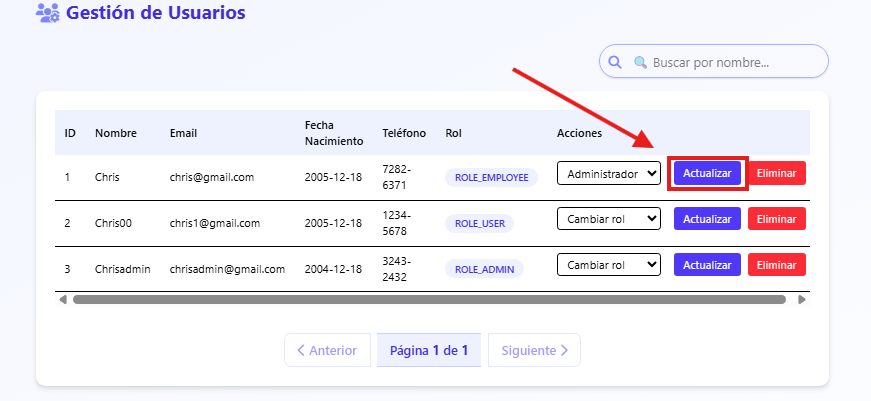 Gestión de Usuarios
🔍 Buscar por nombre...
ID Nombre Email Fecha Nacimiento Teléfono Rol Acciones
1 Chris chris@gmail.com 2005-12-18 7282-6371 ROLE_EMPLOYEE Administrador Actualizar Eliminar
2 Chris00 chris1@gmail.com 2005-12-18 1234-5678 ROLE_USER Cambiar rol Actualizar Eliminar
3 Chrisadmin chrisadmin@gmail.com 2004-12-18 3243-2432 ROLE_ADMIN Cambiar rol Actualizar Eliminar
Anterior Página 1 de 1 Siguiente